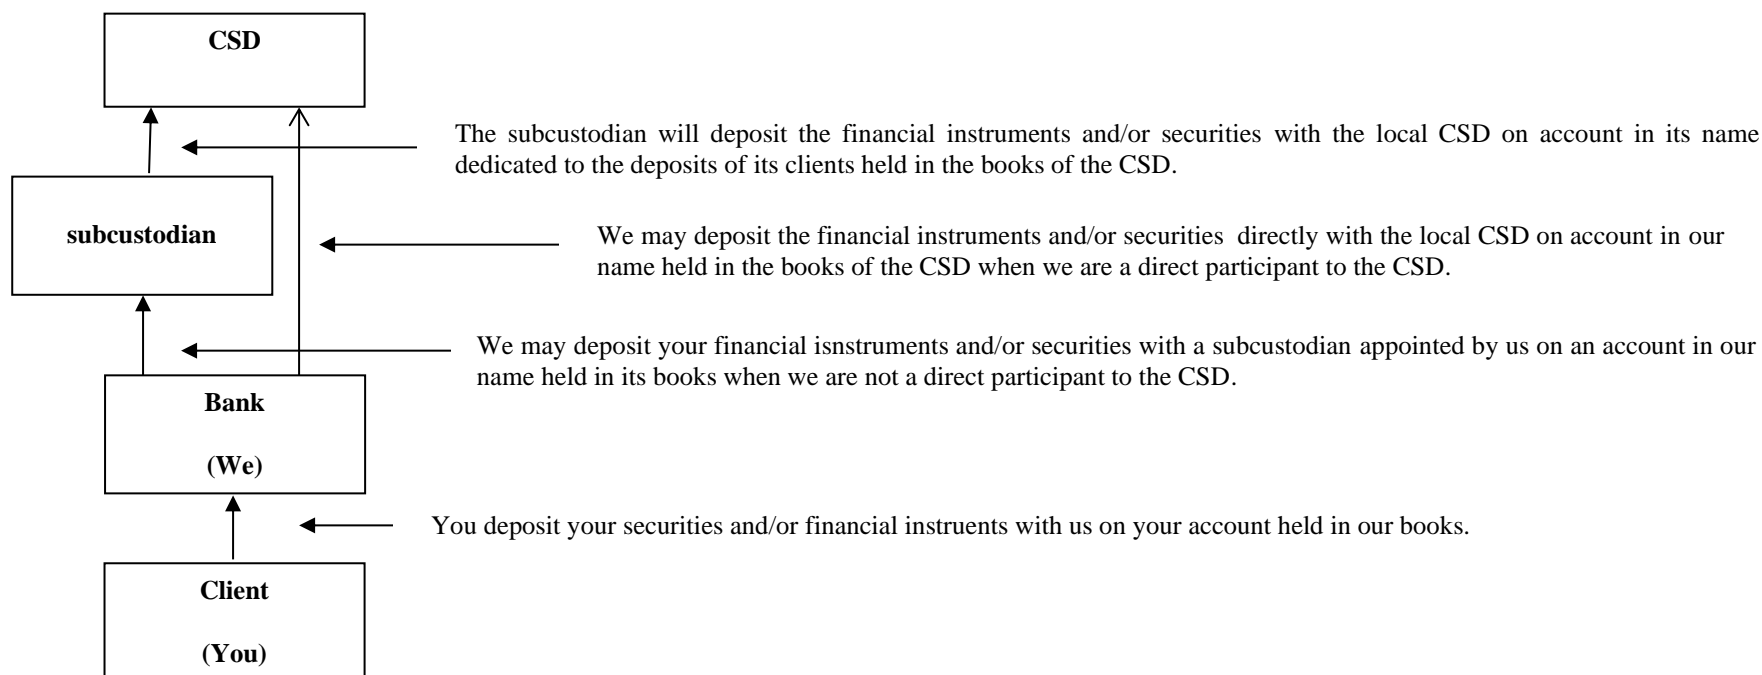 CSD
The subcustodian will deposit the financial instruments and/or securities with the local CSD on account in its name
dedicated to the deposits of its clients held in the books of the CSD.
subcustodian
We may deposit the financial instruments and/or securities directly with the local CSD on account in our
name held in the books of the CSD when we are a direct participant to the CSD.
We may deposit your financial isnstruments and/or securities with a subcustodian appointed by us on an account in our
name held in its books when we are not a direct participant to the CSD.
Bank
(We)
You deposit your securities and/or financial instruents with us on your account held in our books.
Client
(You)